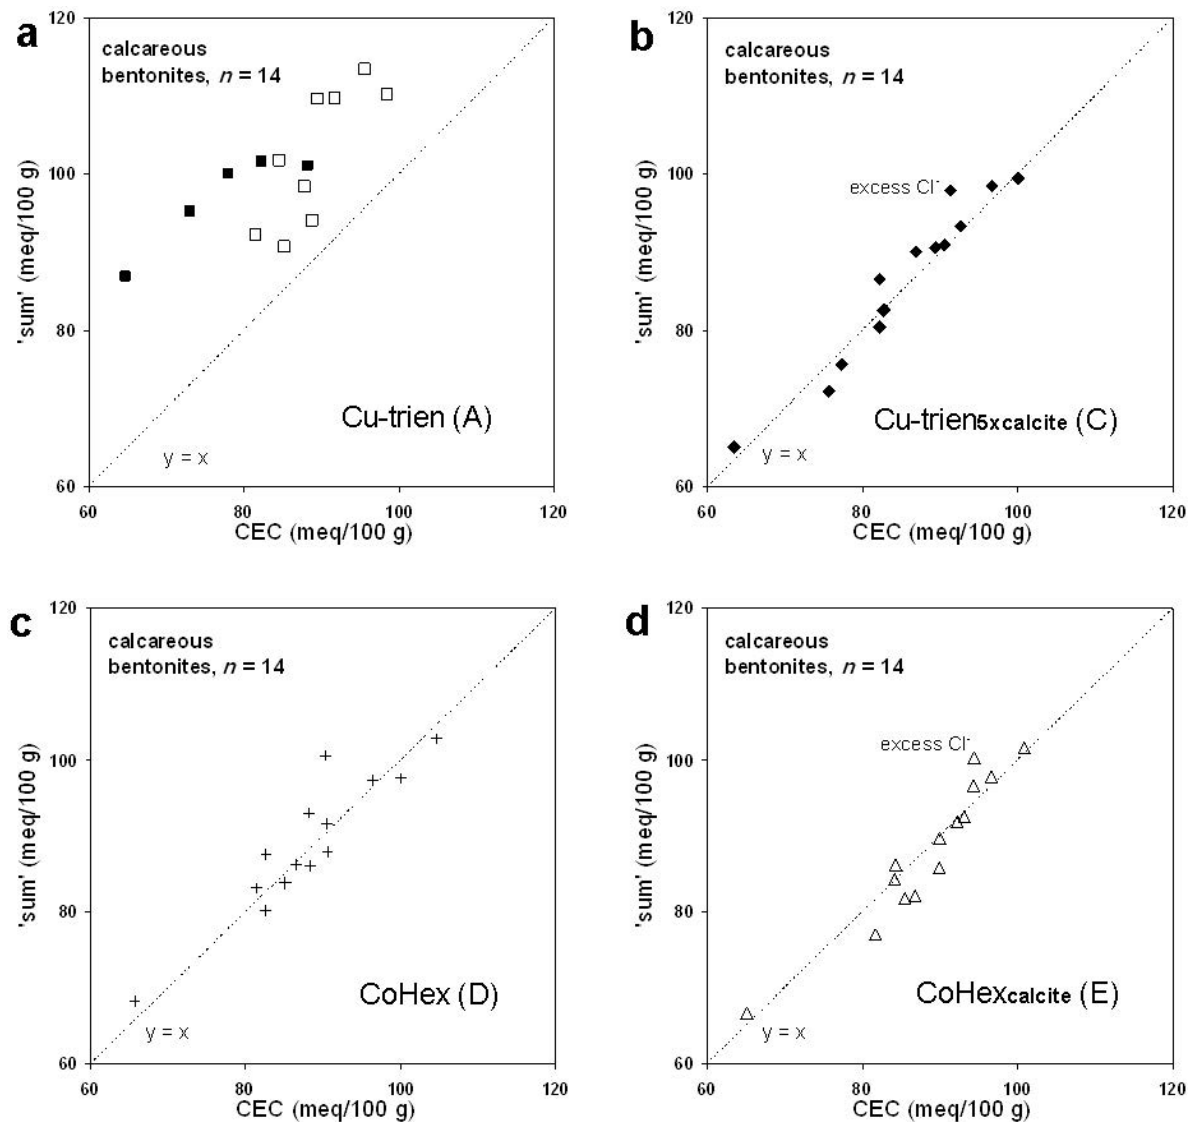 a
120
100
80
60
'sum' (meq/100 g)
calcareous
bentonites, n = 14
Cu-trien (A)
y = x
60
80
100
120
CEC (meq/100 g)
b
120
100
80
60
'sum' (meq/100 g)
calcareous
bentonites, n = 14
excess Cl-
Cu-trien5xcalcite (C)
y = x
60
80
100
120
CEC (meq/100 g)
c
120
100
80
60
'sum' (meq/100 g)
calcareous
bentonites, n = 14
CoHex (D)
y = x
60
80
100
120
CEC (meq/100 g)
d
120
100
80
60
'sum' (meq/100 g)
calcareous
bentonites, n = 14
excess Cl-
CoHexcalcite (E)
y = x
60
80
100
120
CEC (meq/100 g)